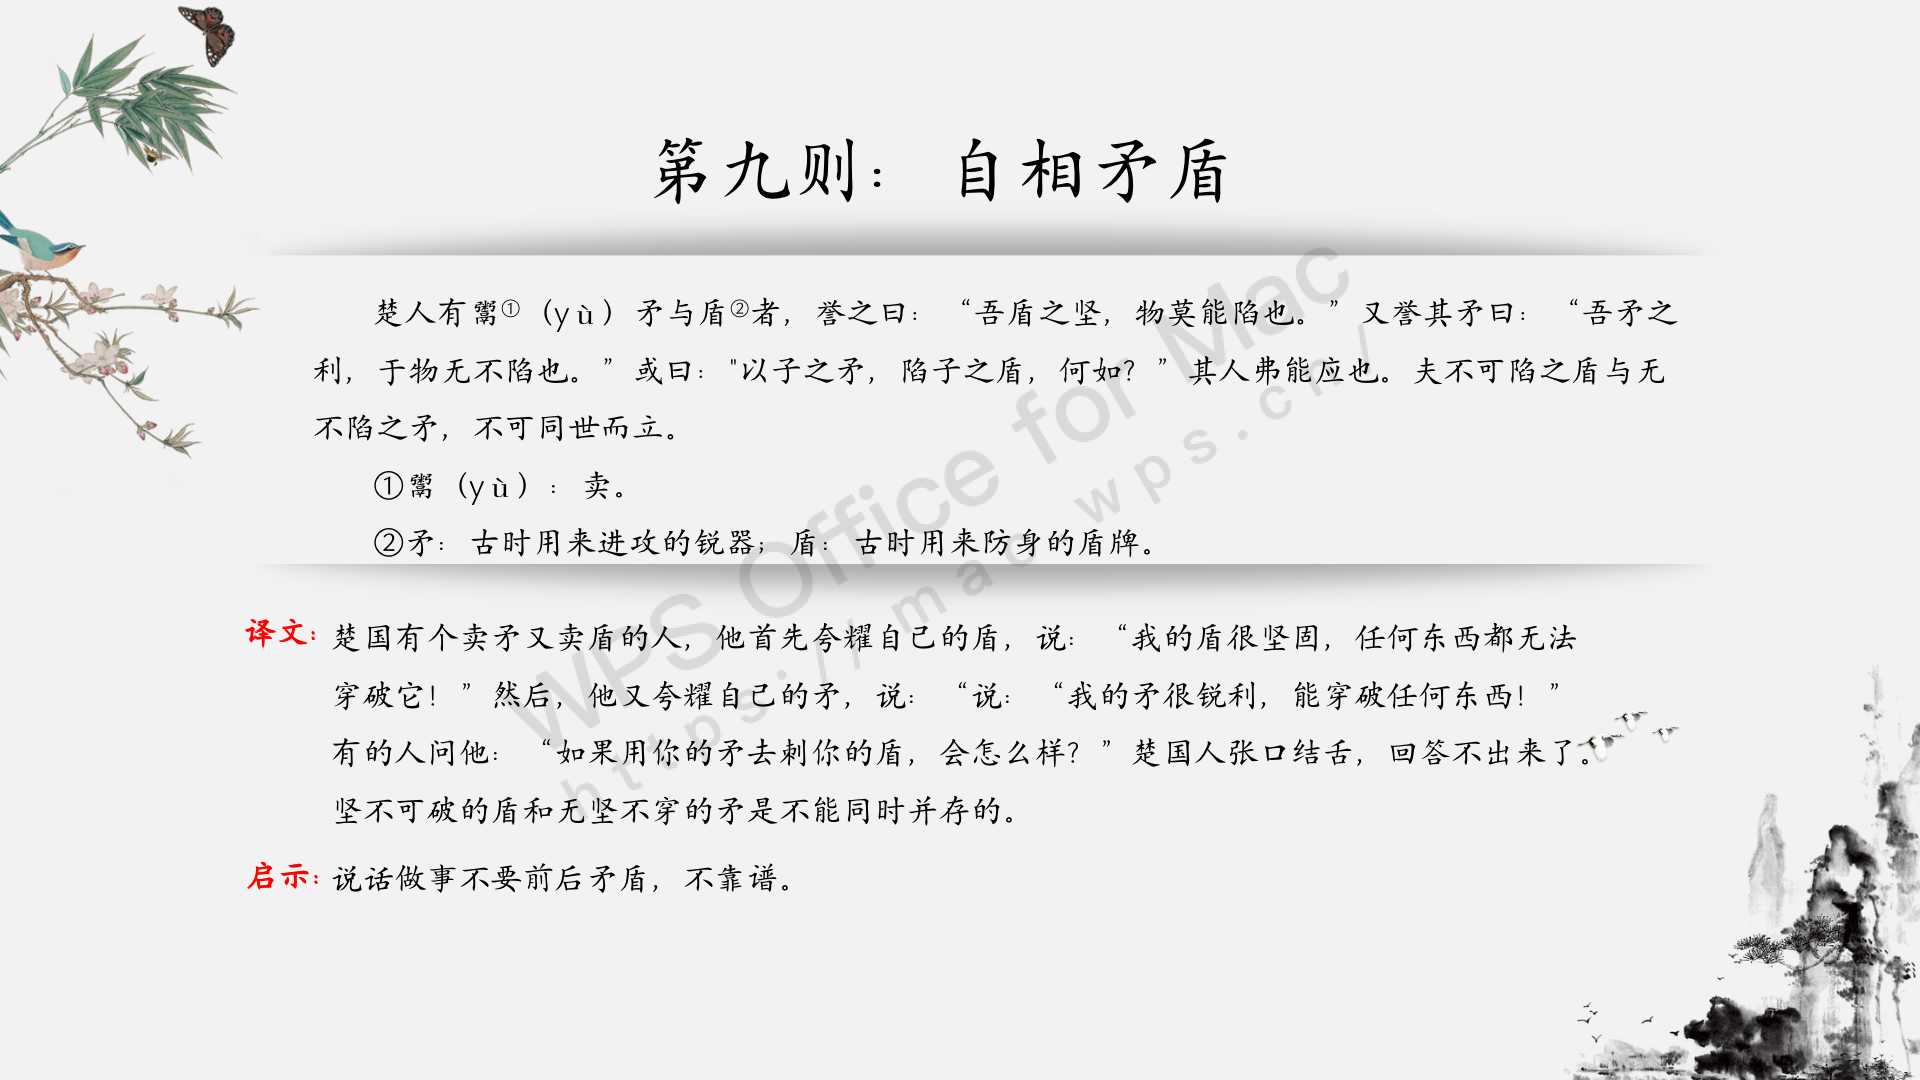 第九则：自相矛盾
楚人有鬻①（yù）矛与盾②者，誉之曰：“吾盾之坚，物莫能陷也。”又誉其矛曰：“吾矛之
利，于物无不陷也。”或曰："以子之矛，陷子之盾，何如？”其人弗能应也。夫不可陷之盾与无
不陷之矛，不可同世而立。
①鬻（yù）：卖。
②矛：古时用来进攻的锐器；盾：古时用来防身的盾牌。
译文：楚国有个卖矛又卖盾的人，他首先夸耀自己的盾，说：“我的盾很坚固，任何东西都无法
穿破它！”然后，他又夸耀自己的矛，说：“说：“我的矛很锐利，能穿破任何东西！”
有的人问他：“如果用你的矛去刺你的盾，会怎么样？”楚国人张口结舌，回答不出来了。
坚不可破的盾和无坚不穿的矛是不能同时并存的。
启示：说话做事不要前后矛盾，不靠谱。
WPS Office for Mac
https://mac.wps.cn/